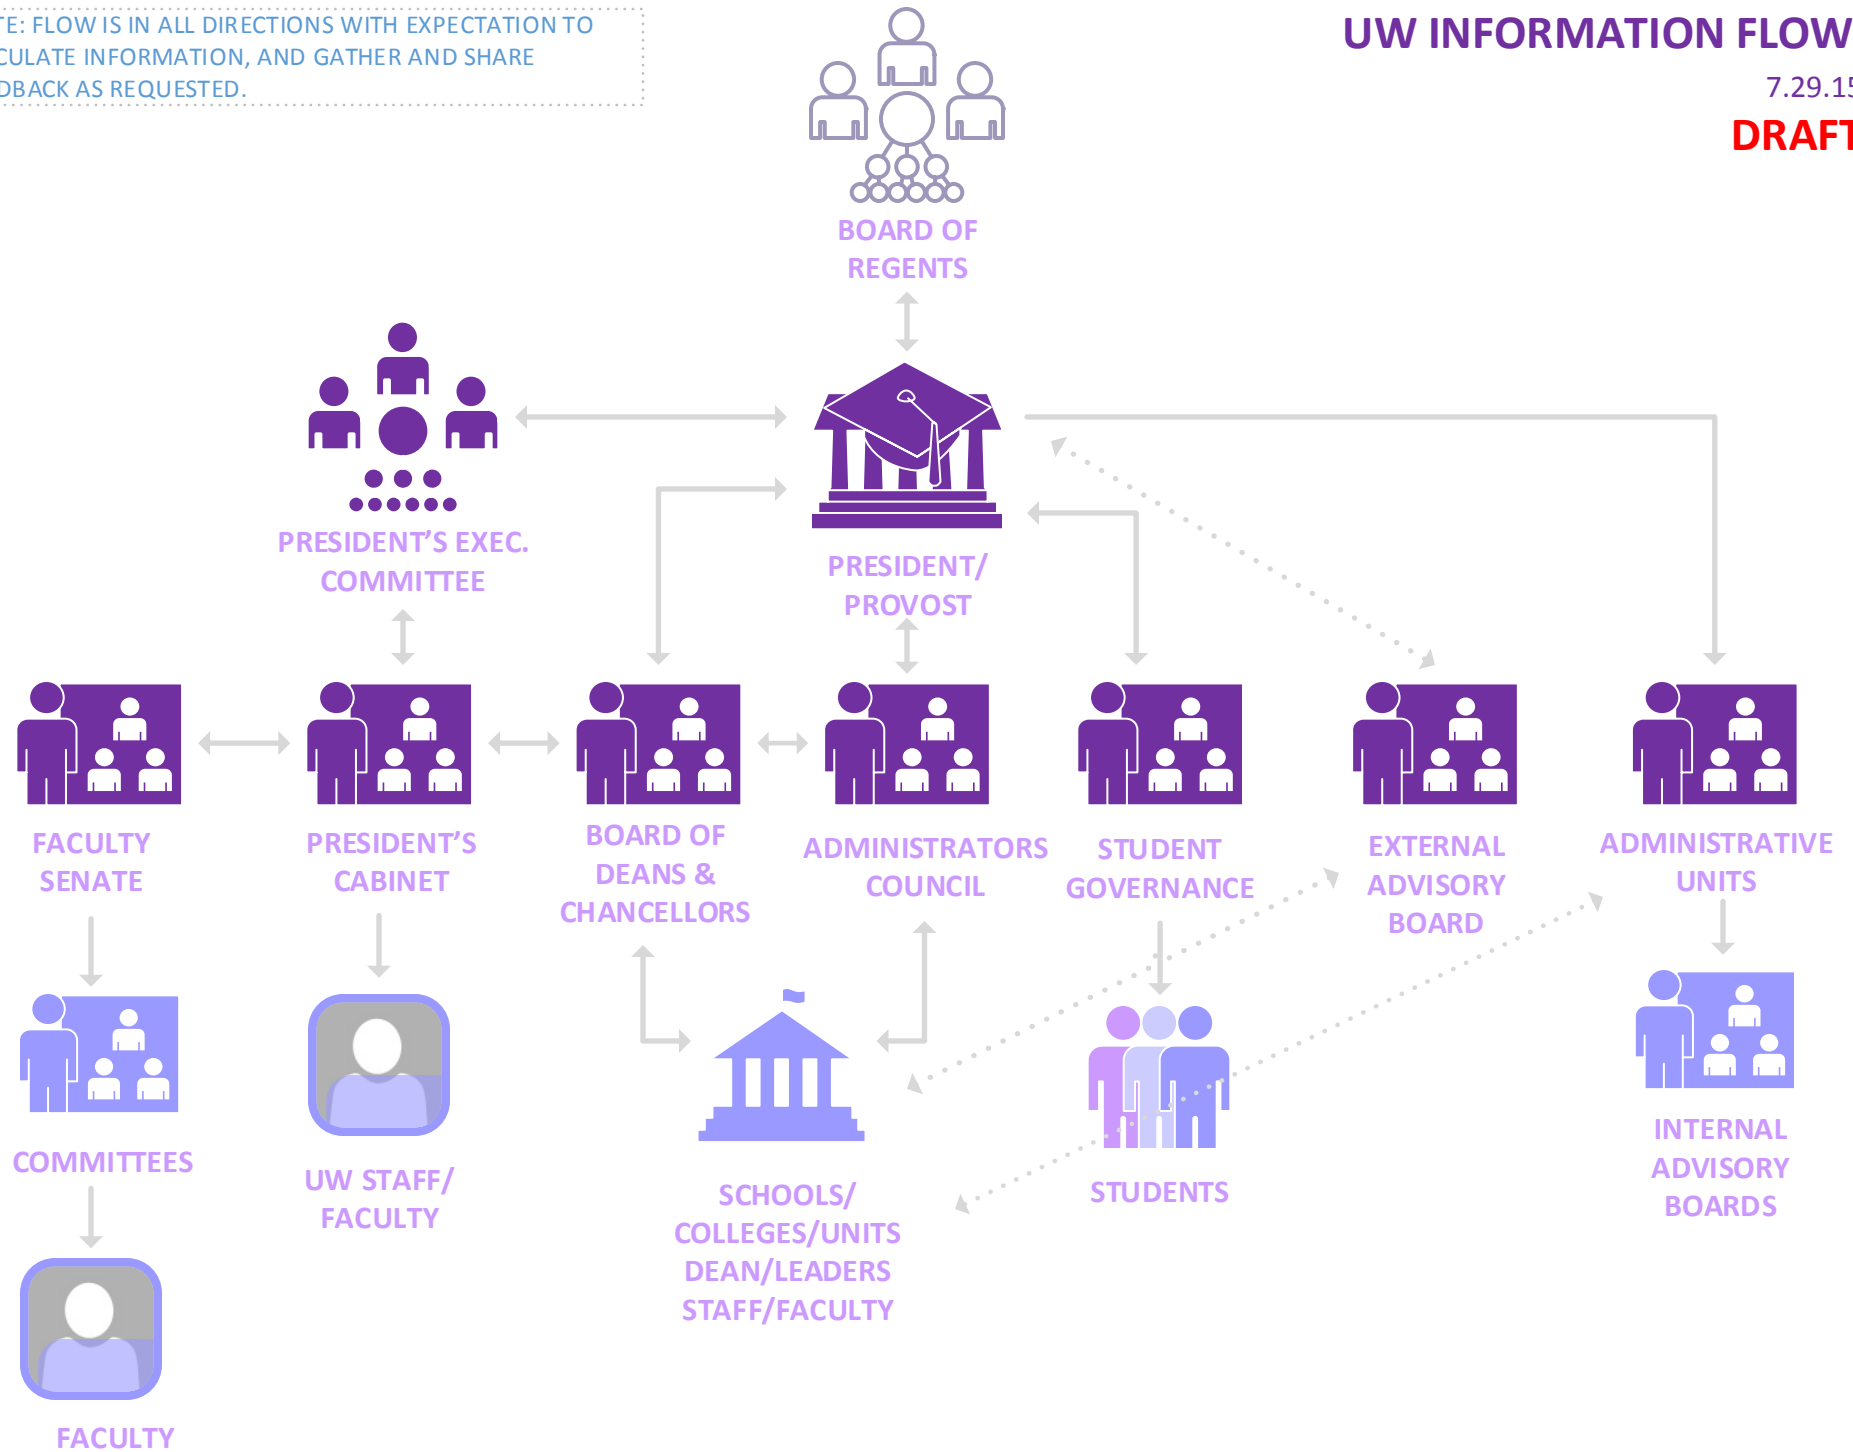 TE: FLOW IS IN ALL DIRECTIONS WITH EXPECTATION TO
CULATE INFORMATION, AND GATHER AND SHARE
DBACK AS REQUESTED.
UW INFORMATION FLOW
7.29.15
DRAFT
BOARD OF
REGENTS
PRESIDENT’S EXEC.
COMMITTEE
PRESIDENT/
PROVOST
FACULTY
SENATE
PRESIDENT’S
CABINET
BOARD OF
DEANS &
CHANCELLORS
ADMINISTRATORS
COUNCIL
STUDENT
GOVERNANCE
EXTERNAL
ADVISORY
BOARD
ADMINISTRATIVE
UNITS
COMMITTEES
UW STAFF/
FACULTY
SCHOOLS/
COLLEGES/UNITS
DEAN/LEADERS
STAFF/FACULTY
STUDENTS
INTERNAL
ADVISORY
BOARDS
FACULTY